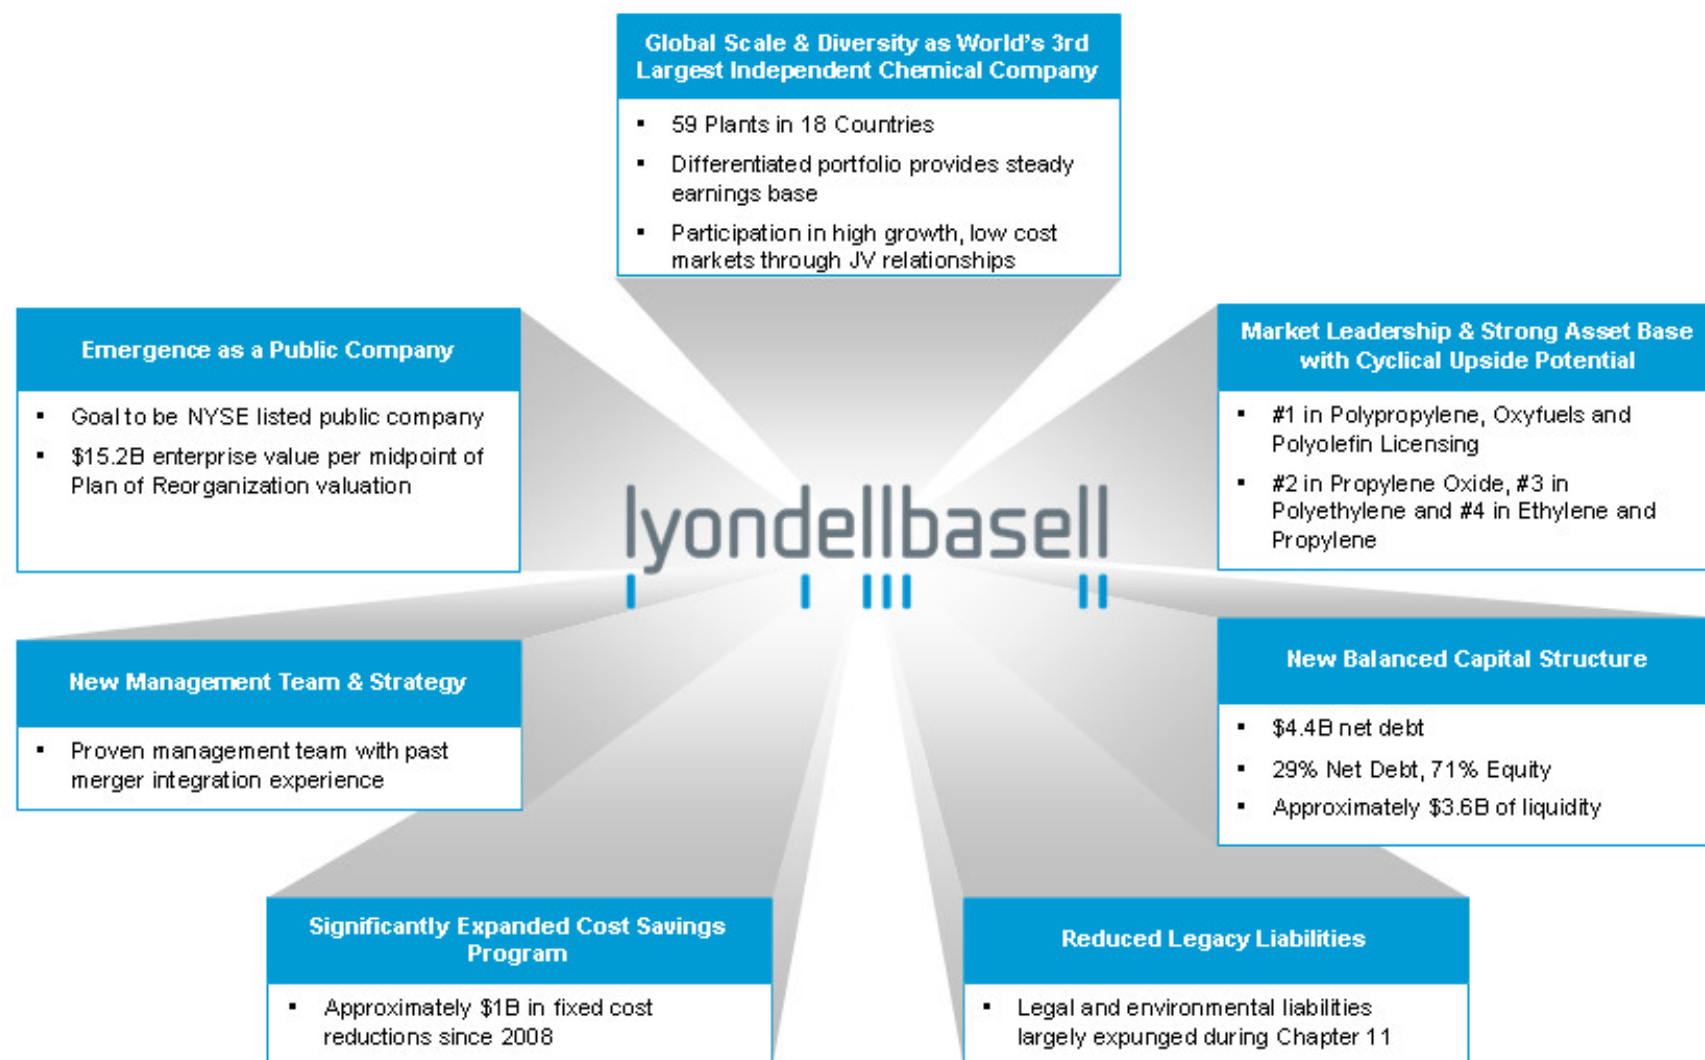 Global Scale & Diversity as World's 3rd
Largest Independent Chemical Company
▪ 59 Plants in 18 Countries
▪ Differentiated portfolio provides steady
earnings base
▪ Participation in high growth, low cost
markets through JV relationships
Emergence as a Public Company
▪ Goal to be NYSE listed public company
▪ $15.2B enterprise value per midpoint of
Plan of Reorganization valuation
Market Leadership & Strong Asset Base
with Cyclical Upside Potential
▪ #1 in Polypropylene, Oxyfuels and
Polyolefin Licensing
▪ #2 in Propylene Oxide, #3 in
Polyethylene and #4 in Ethylene and
Propylene
lyondellbasell
New Management Team & Strategy
▪ Proven management team with past
merger integration experience
New Balanced Capital Structure
▪ $4.4B net debt
▪ 29% Net Debt, 71% Equity
▪ Approximately $3.6B of liquidity
Significantly Expanded Cost Savings
Program
▪ Approximately $1B in fixed cost
reductions since 2008
Reduced Legacy Liabilities
▪ Legal and environmental liabilities
largely expunged during Chapter 11